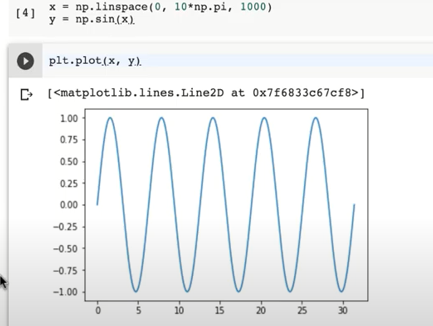 [4] x = np.linspace(0, 10*np.pi, 1000)
y = np.sin(x)
plt.plot(x, y)
[<matplotlib.lines.Line2D at 0x7f6833c67cf8>]
1.00
0.75
0.50
0.25
0.00
−0.25
−0.50
−0.75
−1.00
0 5 10 15 20 25 30